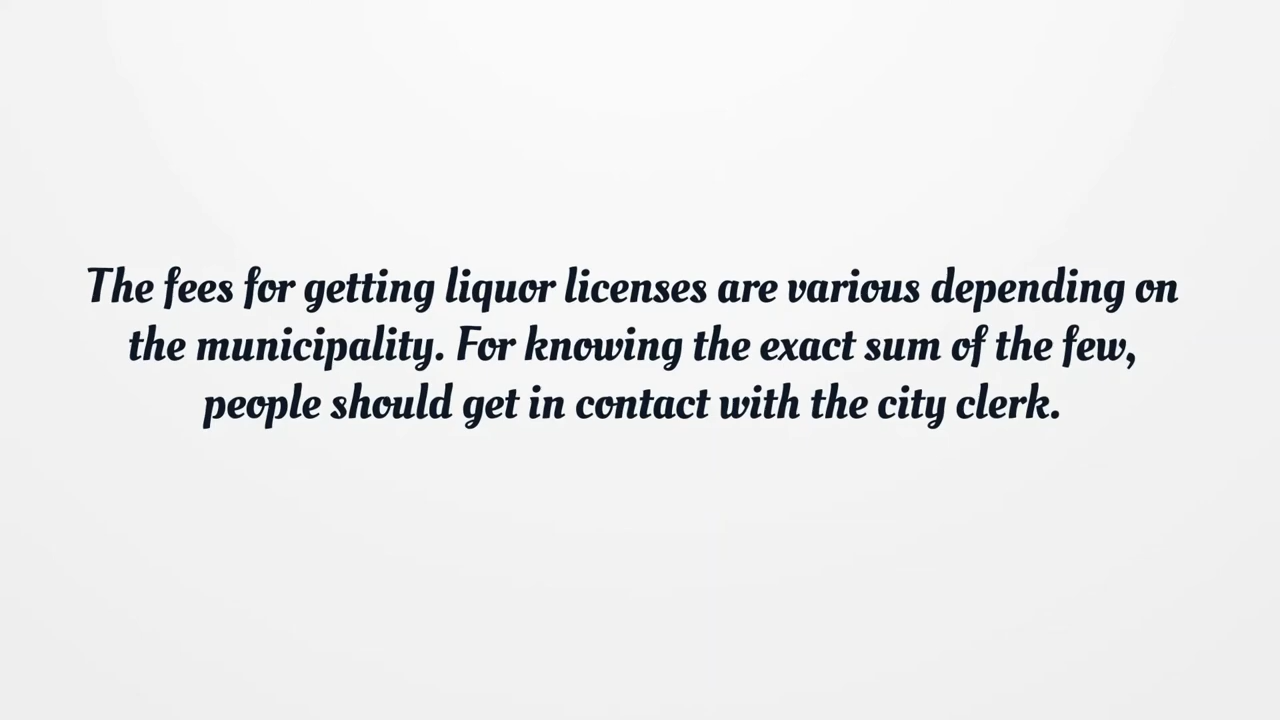 The fees for getting liquor licenses are various depending on
the municipality. For knowing the exact sum of the few,
people should get in contact with the city clerk.